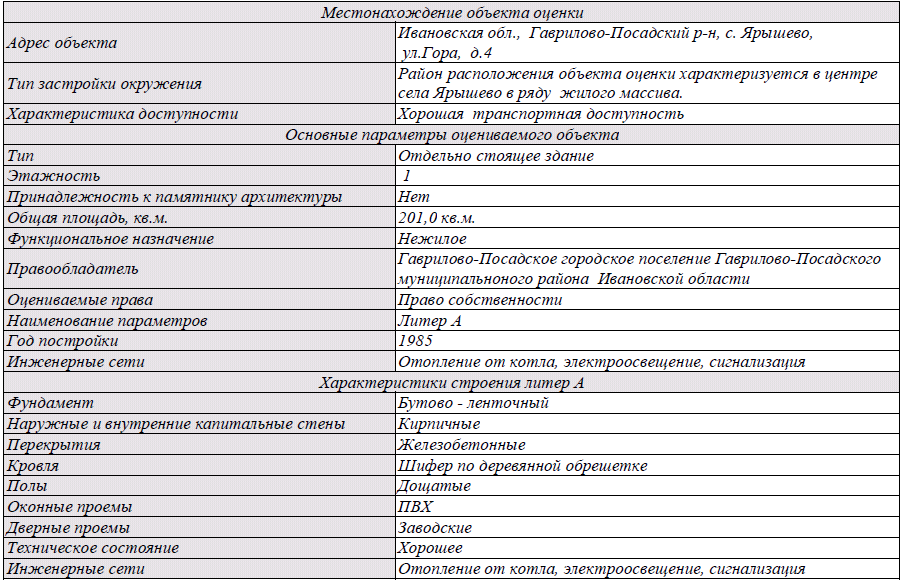 Местонахождение объекта оценки
Адрес объекта
Ивановская обл., Гаврилово-Посадский р-н, с. Ярышево,
ул.Гора, д.4
Тип застройки окружения
Район расположения объекта оценки характеризуется в центре
села Ярышево в ряду жилого массива.
Характеристика доступности
Хорошая транспортная доступность
Основные параметры оцениваемого объекта
Тип
Отдельно стоящее здание
Этажность
1
Принадлежность к памятнику архитектуры
Нет
Общая площадь, кв.м.
201,0 кв.м.
Функциональное назначение
Нежилое
Правообладатель
Гаврилово-Посадское городское поселение Гаврилово-Посадского
муниципальноного района Ивановской области
Оцениваемые права
Право собственности
Наименование параметров
Литер А
Год постройки
1985
Инженерные сети
Отопление от котла, электроосвещение, сигнализация
Характеристики строения литер А
Фундамент
Бутово - ленточный
Наружные и внутренние капитальные стены
Кирпичные
Перекрытия
Железобетонные
Кровля
Шифер по деревянной обрешетке
Полы
Дощатые
Оконные проемы
ПВХ
Дверные проемы
Заводские
Техническое состояние
Хорошее
Инженерные сети
Отопление от котла, электроосвещение, сигнализация